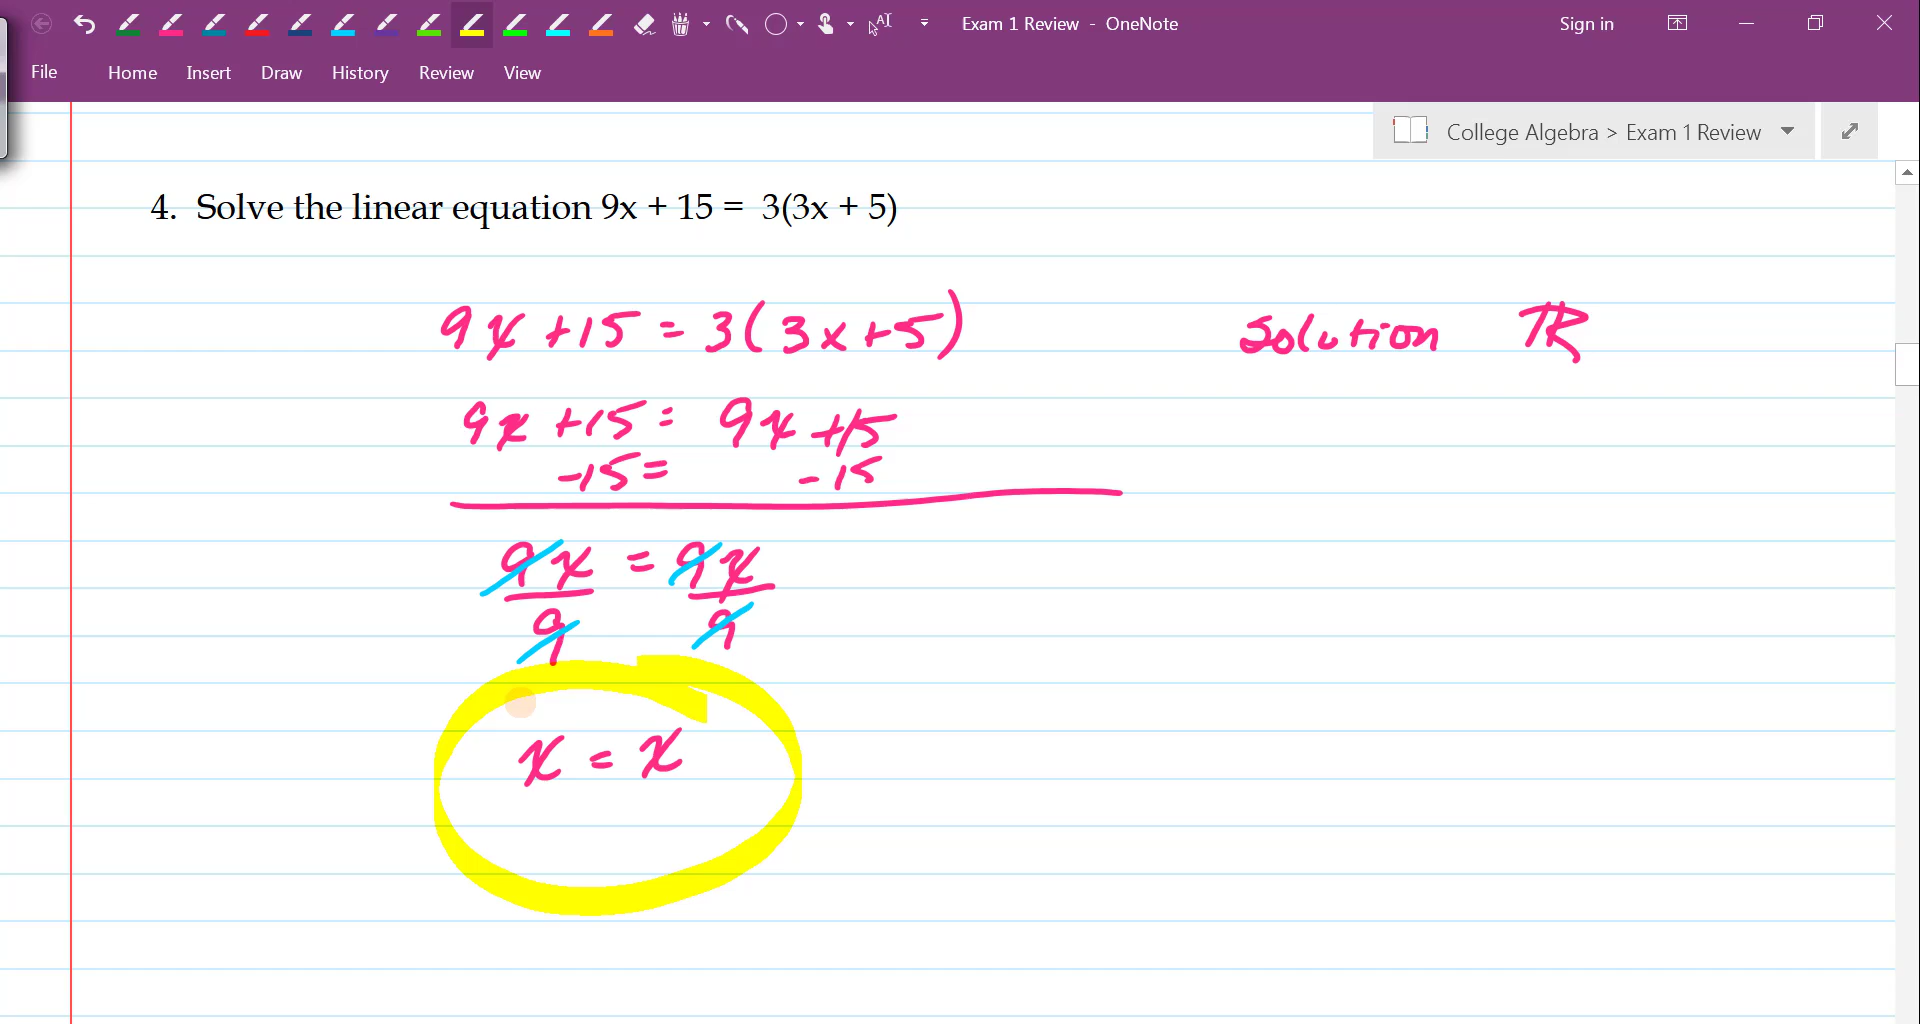 Exam 1 Review - OneNote
Sign in
File Home Insert Draw History Review View
College Algebra > Exam 1 Review
4. Solve the linear equation 9x + 15 = 3(3x + 5)
9x +15 = 3(3x+5) Solution ℝ
9x +15 = 9x +15
-15 = -15
9x = 9x
9 9
x = x